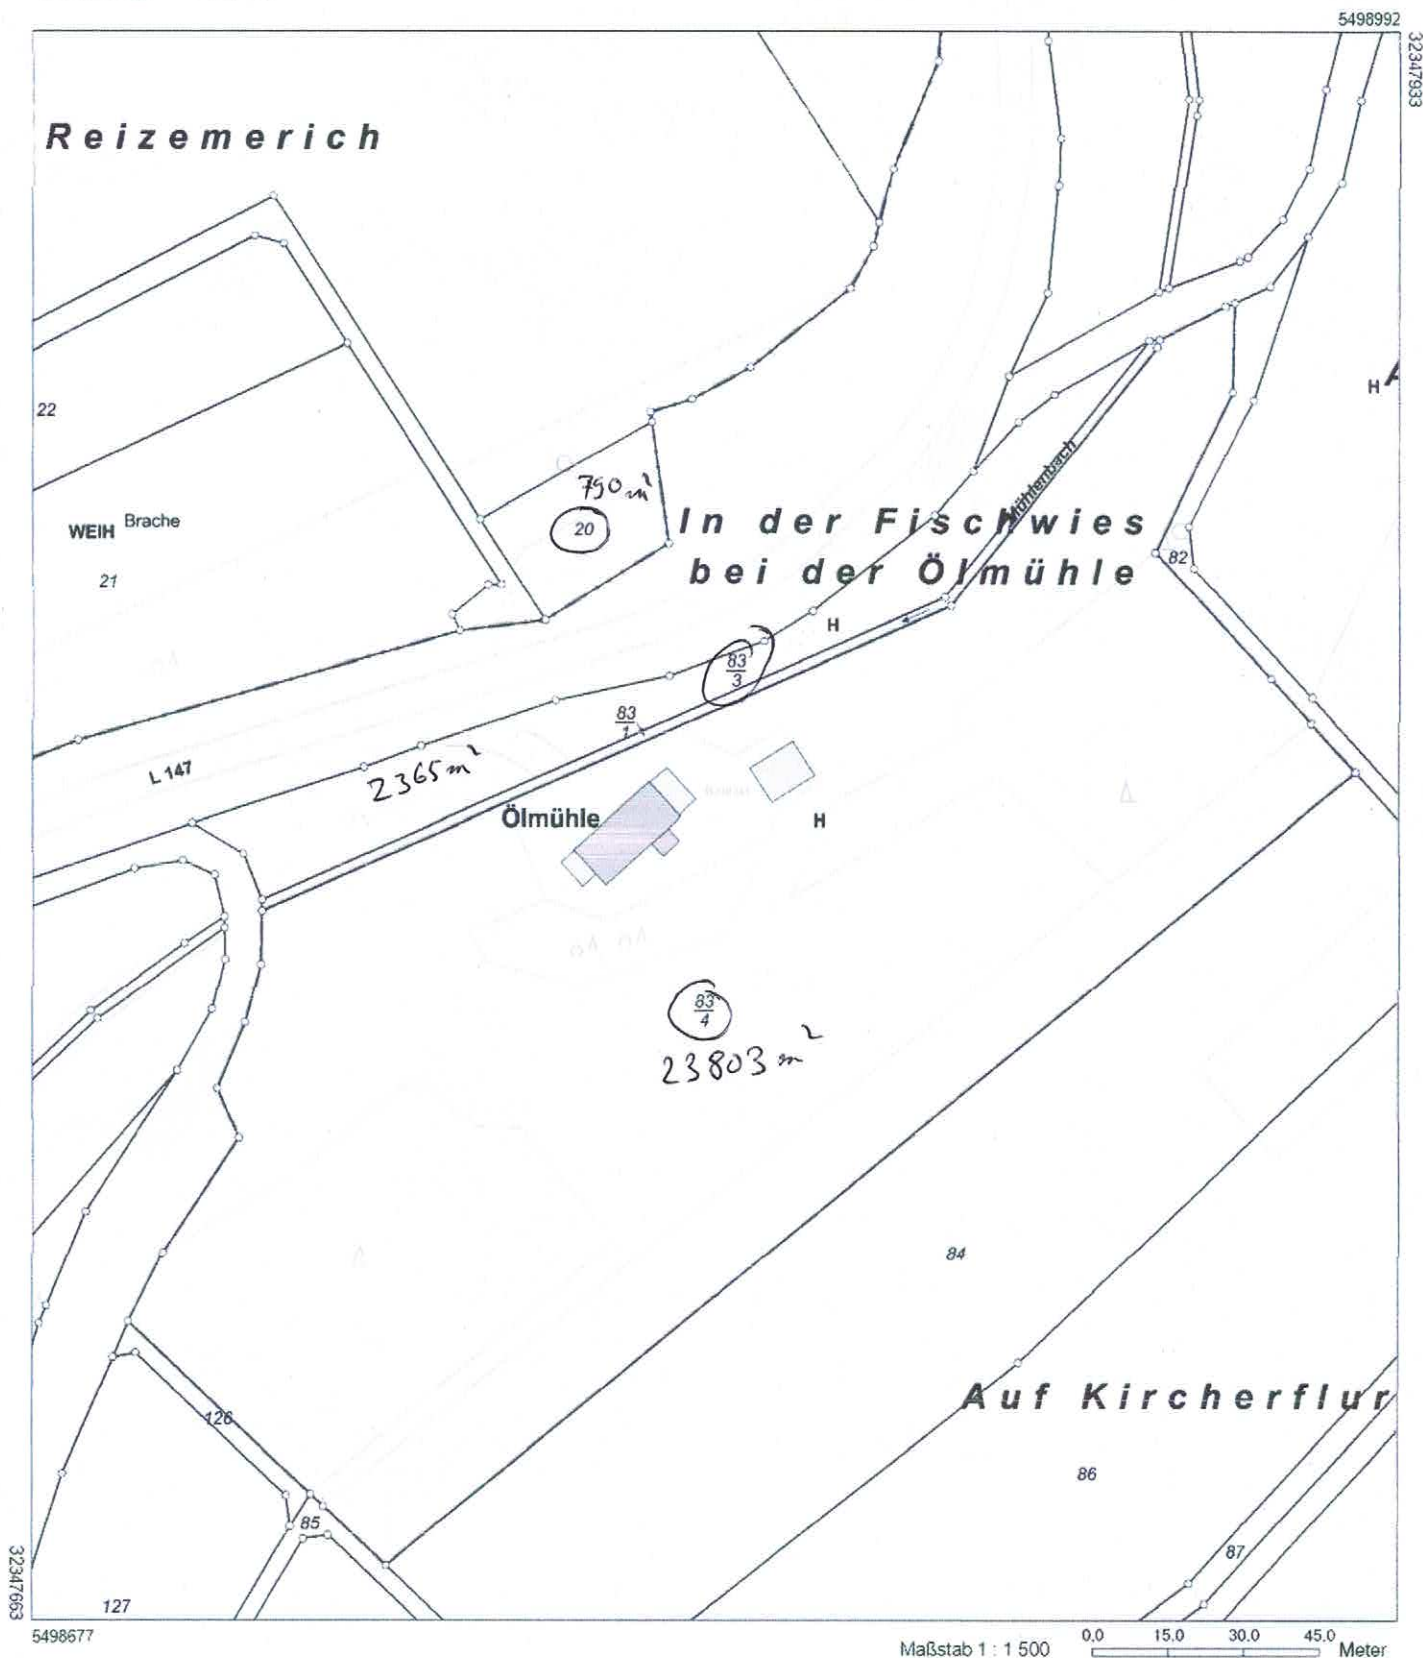 5498992
32347933
Reizemerich
22
H
790 m²
20
WEIH Brache
21
In der Fischwies
bei der Ölmühle
Mühlenbach
82
H
83
3
83
1
L 147
2365 m²
Ölmühle
H
83
4
23803 m²
84
Auf Kircherflur
86
126
85
87
127
32347663
5498677
Maßstab 1 : 1 500
0,0 15.0 30.0 45.0 Meter